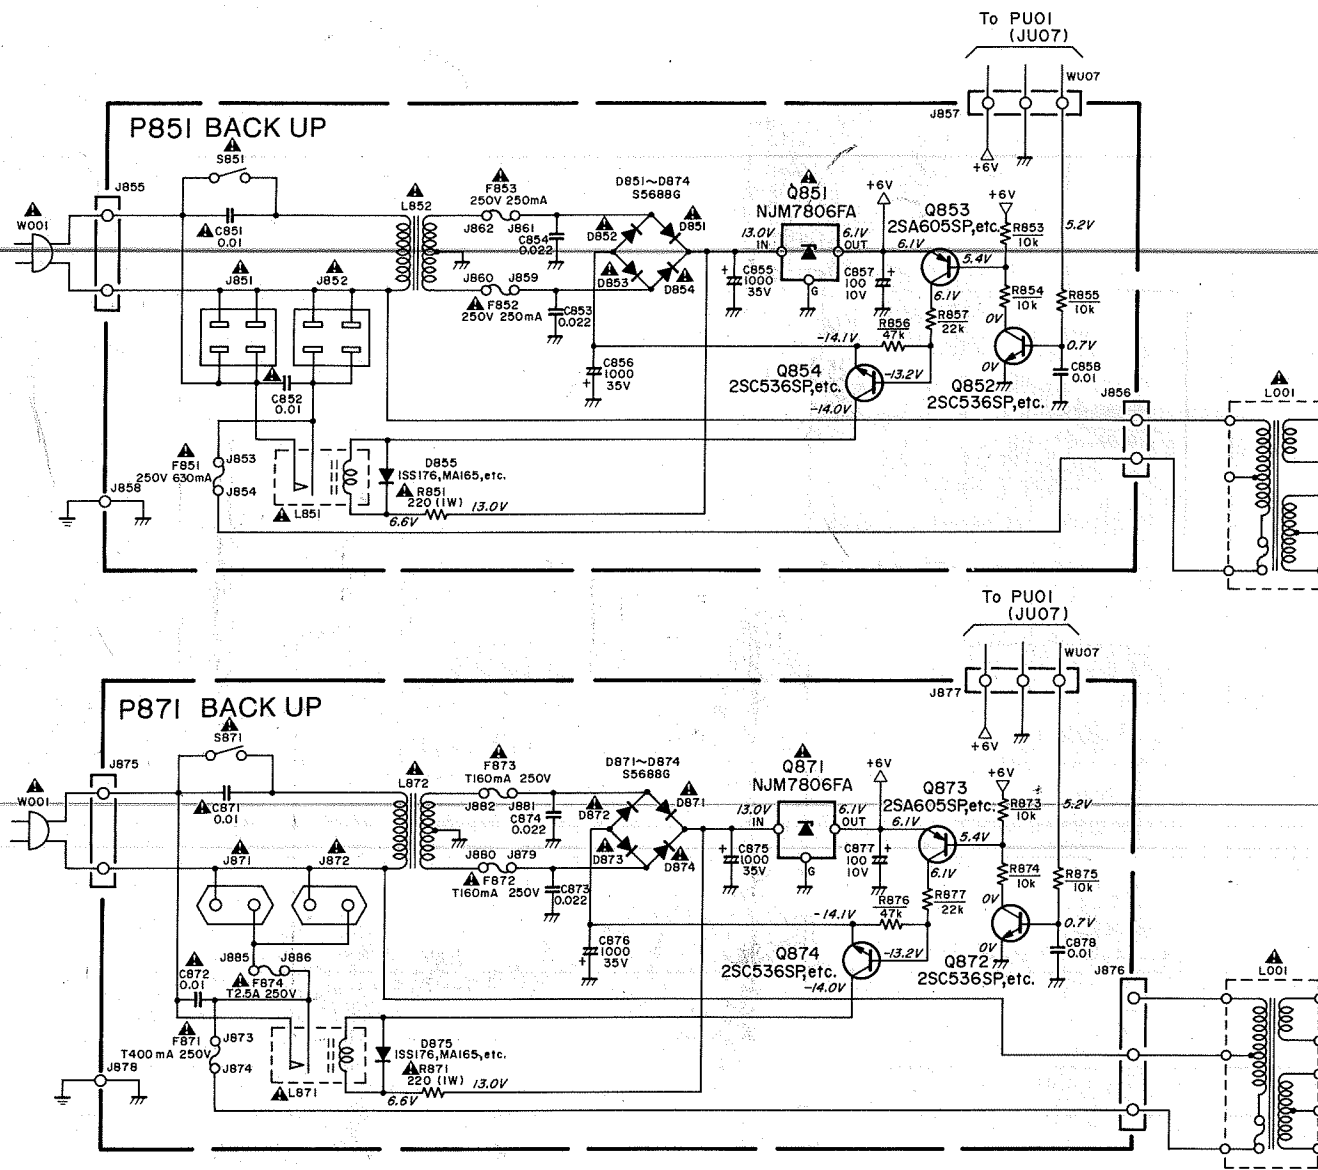 To PU01
(JU07)
WU07
J857
P851 BACK UP
S851
J855
W001
C851
0.01
J851
J852
L852
F853
250V 250mA
J862
J861
C854
0.022
J860
J859
F852
250V 250mA
C853
0.022
D851~D874
S5688G
D852
D851
D853
D854
+6V
Q851
NJM7806FA
13.0V
IN
6.1V
OUT
G
C855
1000
35V
C857
100
10V
+6V
+6V
Q853
2SA605SP,etc.
6.1V
5.4V
6.1V
R853
10k
5.2V
R854
10k
R855
10k
R857
22k
R856
47k
0V
0.7V
0V
C858
0.01
Q852
2SC536SP,etc.
-14.1V
-13.2V
Q854
2SC536SP,etc.
-14.0V
C856
1000
35V
C852
0.01
J856
L001
F851
250V 630mA
J853
J854
J858
L851
D855
ISS176,MA165,etc.
R851
220 (1W)
13.0V
6.6V
To PU01
(JU07)
WU07
J877
P871 BACK UP
S871
J875
W001
C871
0.01
J871
J872
L872
F873
T160mA 250V
J882
J881
C874
0.022
J880
J879
F872
T160mA 250V
C873
0.022
D871~D874
S5688G
D872
D871
D873
D874
+6V
Q871
NJM7806FA
13.0V
IN
6.1V
OUT
G
C875
1000
35V
C877
100
10V
+6V
+6V
Q873
2SA605SP,etc.
6.1V
5.4V
6.1V
R873
10k
5.2V
R874
10k
R875
10k
R877
22k
R876
47k
0V
0.7V
0V
C878
0.01
Q872
2SC536SP,etc.
-14.1V
-13.2V
Q874
2SC536SP,etc.
-14.0V
C876
1000
35V
J885
J886
F874
T2.5A 250V
C872
0.01
J876
L001
F871
T400mA 250V
J873
J874
J878
L871
D875
ISS176,MA165,etc.
R871
220 (1W)
13.0V
6.6V